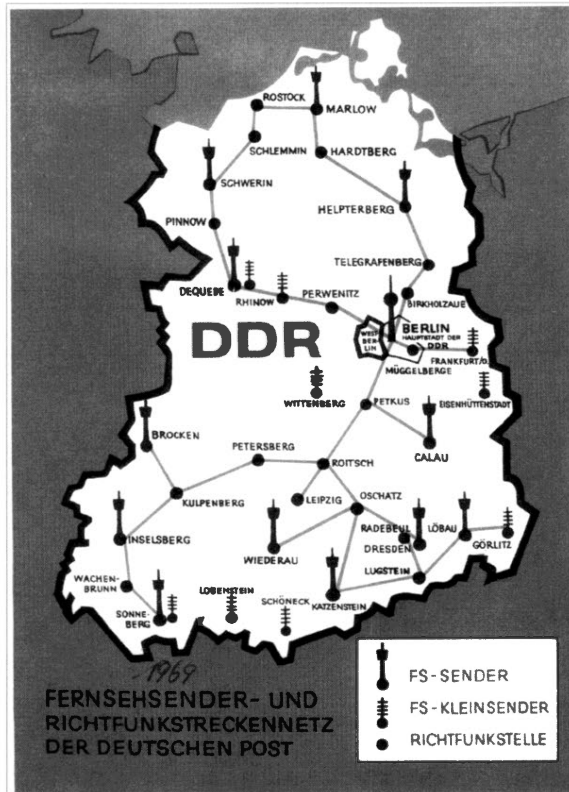 ROSTOCK
MARLOW
SCHLEMMIN
HARDTBERG
SCHWERIN
HELPTERBERG
PINNOW
TELEGRAFENBERG
DEQUEDE
RHINOW
PERWENITZ
BIRKHOLZAUE
DDR
WEST-
BER-
LIN
BERLIN
HAUPTSTADT DER
DDR
FRANKFURT/O.
MÜGGELBERGE
WITTENBERG
PETKUS
EISENHÜTTENSTADT
BROCKEN
CALAU
PETERSBERG
ROITSCH
KULPENBERG
LEIPZIG
OSCHATZ
RADEBEUL
LÖBAU
INSELSBERG
WIEDERAU
DRESDEN
GÖRLITZ
WACHEN-
BRUNN
LUGSTEIN
SONNE-
BERG
LOBENSTEIN
SCHÖNECK
KATZENSTEIN
-1969
FERNSEHSENDER- UND
RICHTFUNKSTRECKENNETZ
DER DEUTSCHEN POST
FS-SENDER
FS-KLEINSENDER
RICHTFUNKSTELLE